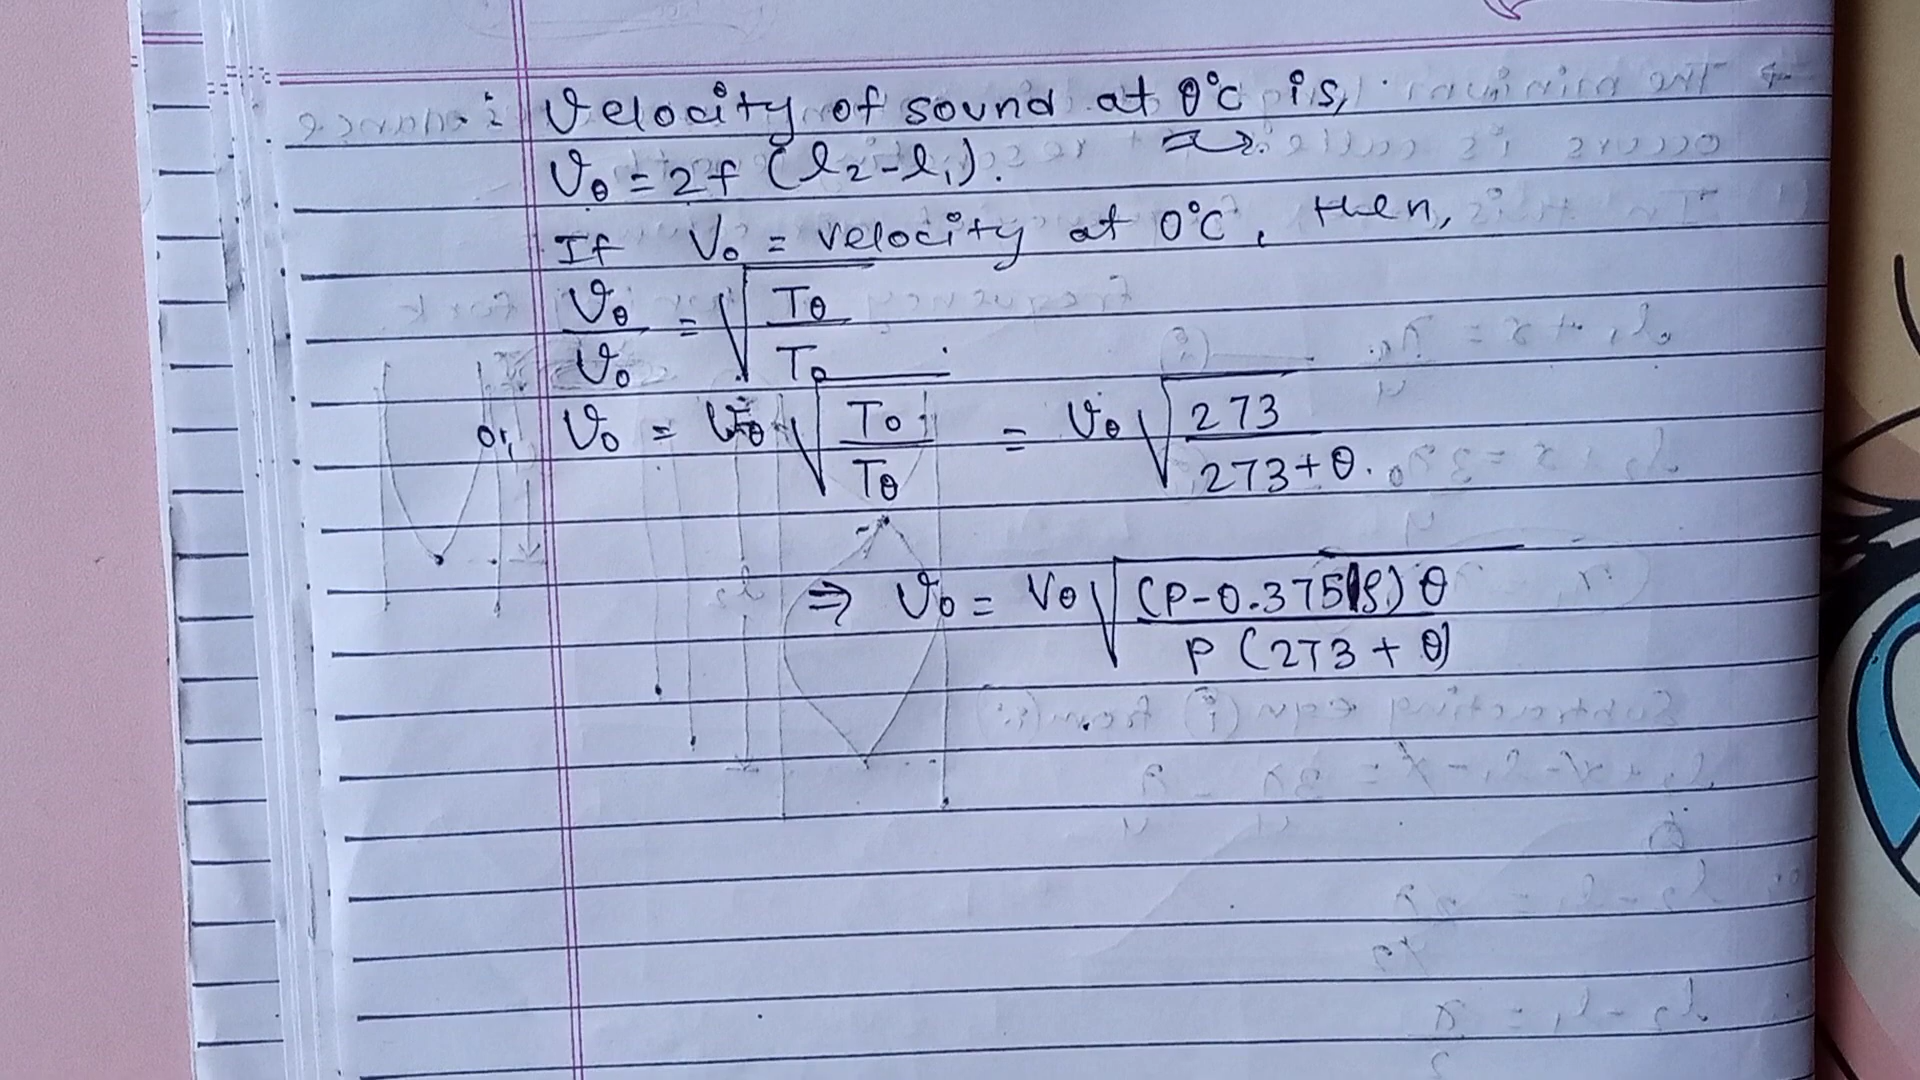 Velocity of sound at θ°C is,
Vθ = 2f (l₂-l₁).
If V₀ = velocity at 0°C, then,
Vθ/V₀ = √(Tθ/T₀)
or, V₀ = Vθ √(T₀/Tθ) = Vθ √(273/273+θ.
⇒ V₀ = Vθ √((P-0.375 f) θ / P (273 + θ)